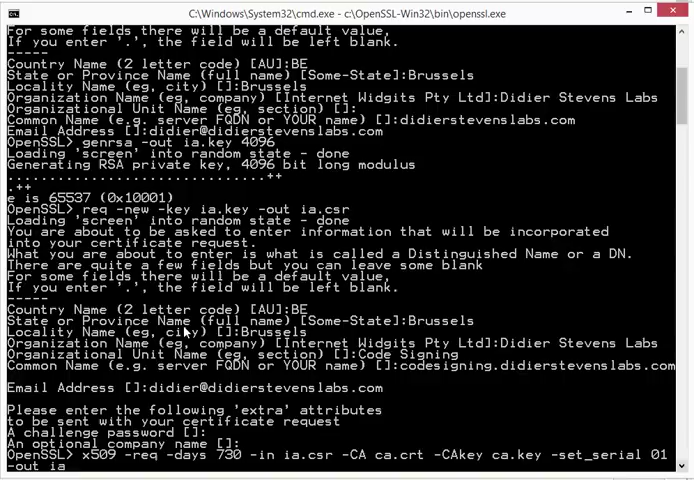 C:\Windows\System32\cmd.exe - c:\OpenSSL-Win32\bin\openssl.exe
For some fields there will be a default value,
If you enter '.', the field will be left blank.
-----
Country Name (2 letter code) [AU]:BE
State or Province Name (full name) [Some-State]:Brussels
Locality Name (eg, city) []:Brussels
Organization Name (eg, company) [Internet Widgits Pty Ltd]:Didier Stevens Labs
Organizational Unit Name (eg, section) []:
Common Name (e.g. server FQDN or YOUR name) []:didierstevenslabs.com
Email Address []:didier@didierstevenslabs.com
OpenSSL> genrsa -out ia.key 4096
Loading 'screen' into random state - done
Generating RSA private key, 4096 bit long modulus
................................++
.++
e is 65537 (0x10001)
OpenSSL> req -new -key ia.key -out ia.csr
Loading 'screen' into random state - done
You are about to be asked to enter information that will be incorporated
into your certificate request.
What you are about to enter is what is called a Distinguished Name or a DN.
There are quite a few fields but you can leave some blank
For some fields there will be a default value,
If you enter '.', the field will be left blank.
-----
Country Name (2 letter code) [AU]:BE
State or Province Name (full name) [Some-State]:Brussels
Locality Name (eg, city) []:Brussels
Organization Name (eg, company) [Internet Widgits Pty Ltd]:Didier Stevens Labs
Organizational Unit Name (eg, section) []:Code Signing
Common Name (e.g. server FQDN or YOUR name) []:codesigning.didierstevenslabs.com
Email Address []:didier@didierstevenslabs.com
Please enter the following 'extra' attributes
to be sent with your certificate request
A challenge password []:
An optional company name []:
OpenSSL> x509 -req -days 730 -in ia.csr -CA ca.crt -CAkey ca.key -set_serial 01
-out ia